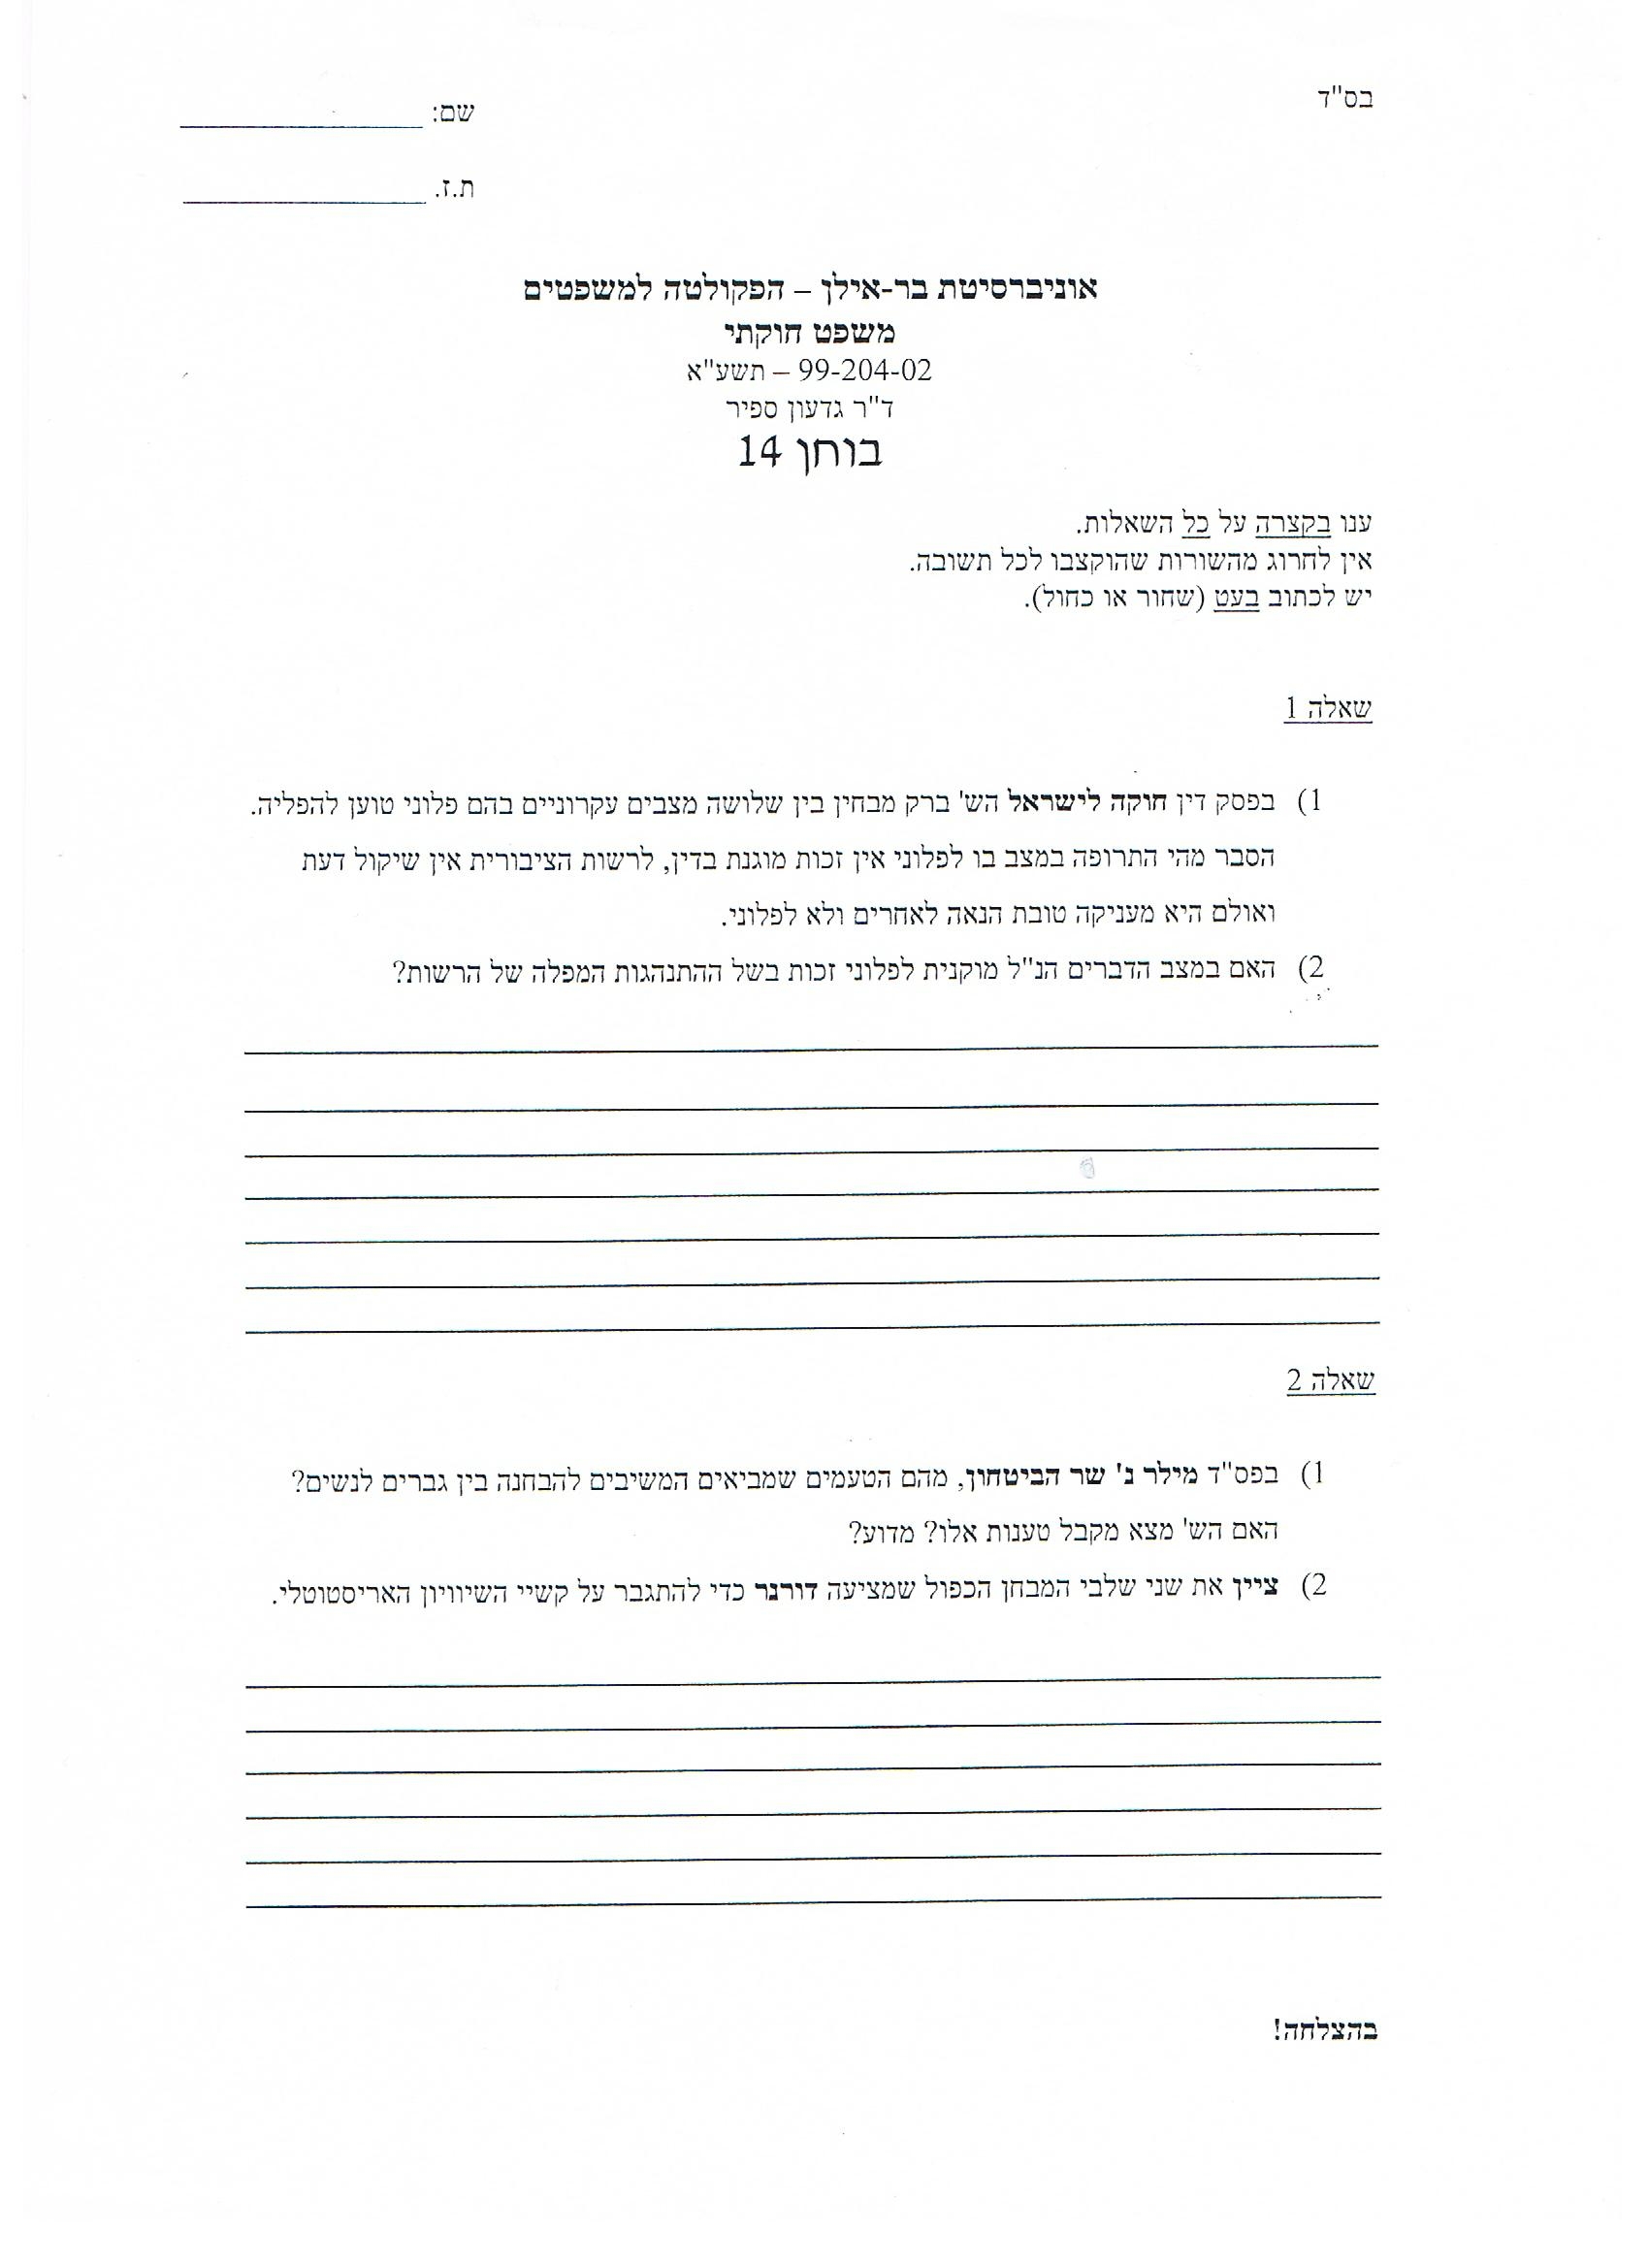 בס"ד
שם:
ת.ז.
אוניברסיטת בר-אילן – הפקולטה למשפטים
משפט חוקתי
99-204-02 – תשע"א
ד"ר גדעון ספיר
בוחן 14
ענו בקצרה על כל השאלות.
אין לחרוג מהשורות שהוקצבו לכל תשובה.
יש לכתוב בעט (שחור או כחול).
שאלה 1
1) בפסק דין חוקה לישראל הש' ברק מבחין בין שלושה מצבים עקרוניים בהם פלוני טוען להפליה.
הסבר מהי התרופה במצב בו לפלוני אין זכות מוגנת בדין, לרשות הציבורית אין שיקול דעת
ואולם היא מעניקה טובת הנאה לאחרים ולא לפלוני.
2) האם במצב הדברים הנ"ל מוקנית לפלוני זכות בשל ההתנהגות המפלה של הרשות?
שאלה 2
1) בפס"ד מילר נ' שר הביטחון, מהם הטעמים שמביאים המשיבים להבחנה בין גברים לנשים?
האם הש' מצא מקבל טענות אלו? מדוע?
2) ציין את שני שלבי המבחן הכפול שמציעה דורנר כדי להתגבר על קשיי השיוויון האריסטוטלי.
בהצלחה!